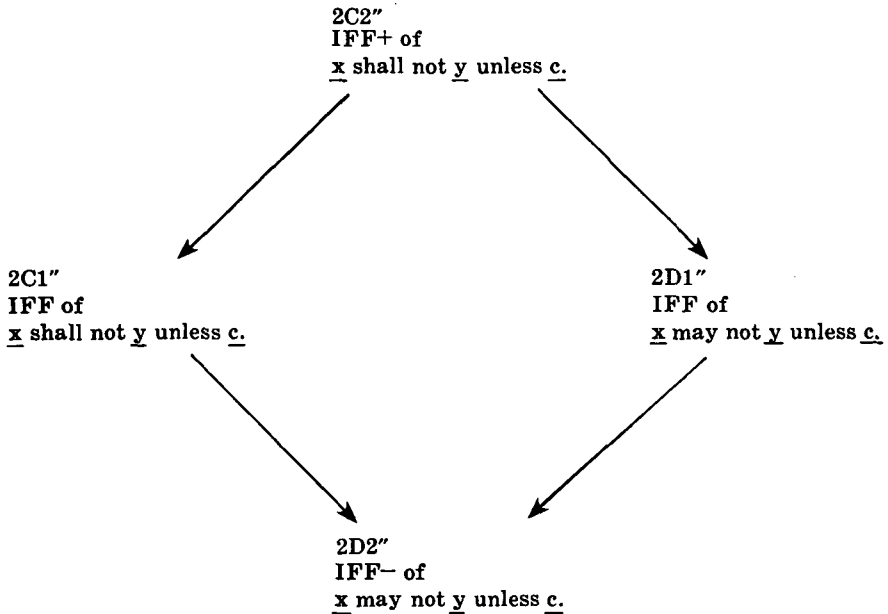 2C2″
IFF+ of
x shall not y unless c.
2C1″
IFF of
x shall not y unless c.
2D1″
IFF of
x may not y unless c.
2D2″
IFF− of
x may not y unless c.